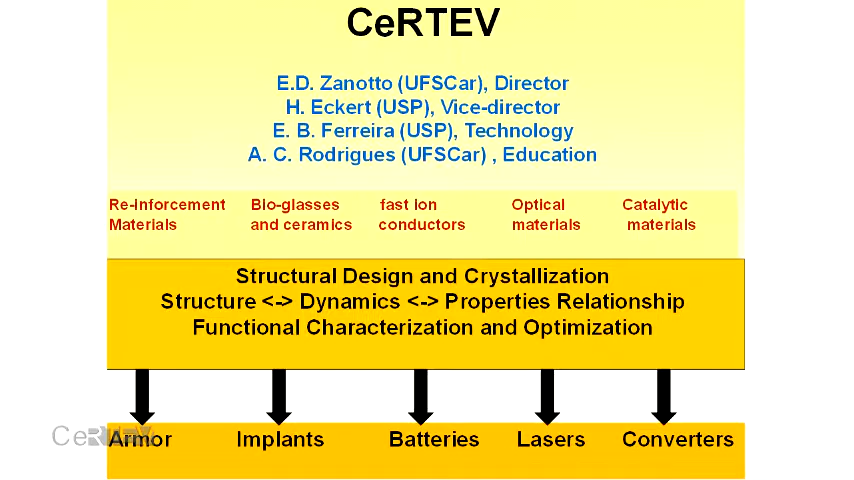 CeRTEV
E.D. Zanotto (UFSCar), Director
H. Eckert (USP), Vice-director
E. B. Ferreira (USP), Technology
A. C. Rodrigues (UFSCar) , Education
Re-inforcement Bio-glasses fast ion Optical Catalytic
Materials and ceramics conductors materials materials
Structural Design and Crystallization
Structure <-> Dynamics <-> Properties Relationship
Functional Characterization and Optimization
CeRTEV
Armor Implants Batteries Lasers Converters